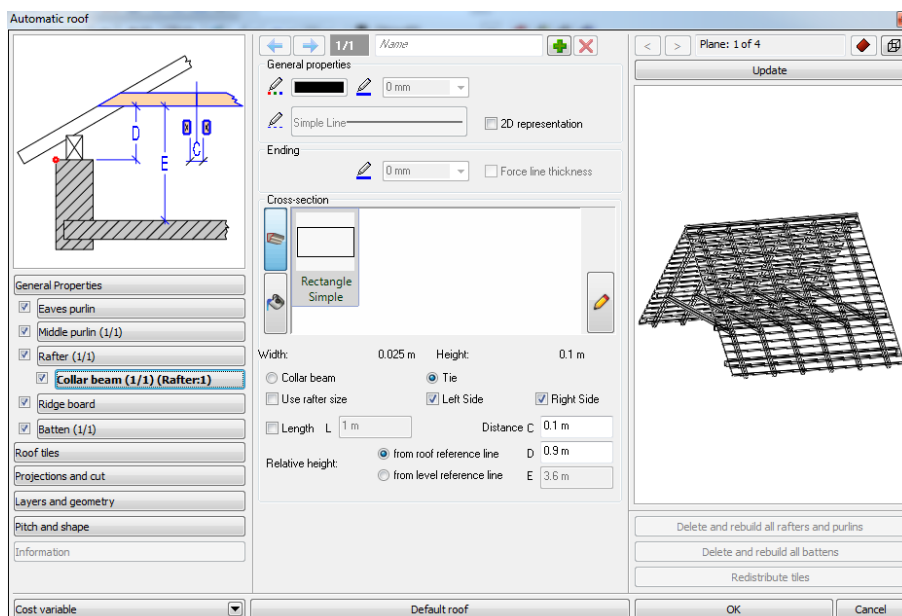 Automatic roof
D
E
C
General Properties
Eaves purlin
Middle purlin (1/1)
Rafter (1/1)
Collar beam (1/1) (Rafter:1)
Ridge board
Batten (1/1)
Roof tiles
Projections and cut
Layers and geometry
Pitch and shape
Information
Cost variable
1/1 Name
General properties
0 mm
Simple Line
2D representation
Ending
0 mm Force line thickness
Cross-section
Rectangle
Simple
Width: 0.025 m Height: 0.1 m
Collar beam Tie
Use rafter size Left Side Right Side
Length L 1 m Distance C 0.1 m
Relative height: from roof reference line D 0.9 m
from level reference line E 3.6 m
Default roof
< > Plane: 1 of 4
Update
Delete and rebuild all rafters and purlins
Delete and rebuild all battens
Redistribute tiles
OK Cancel